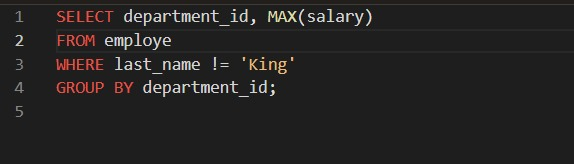 1 SELECT department_id, MAX(salary)
2 FROM employe
3 WHERE last_name != 'King'
4 GROUP BY department_id;
5